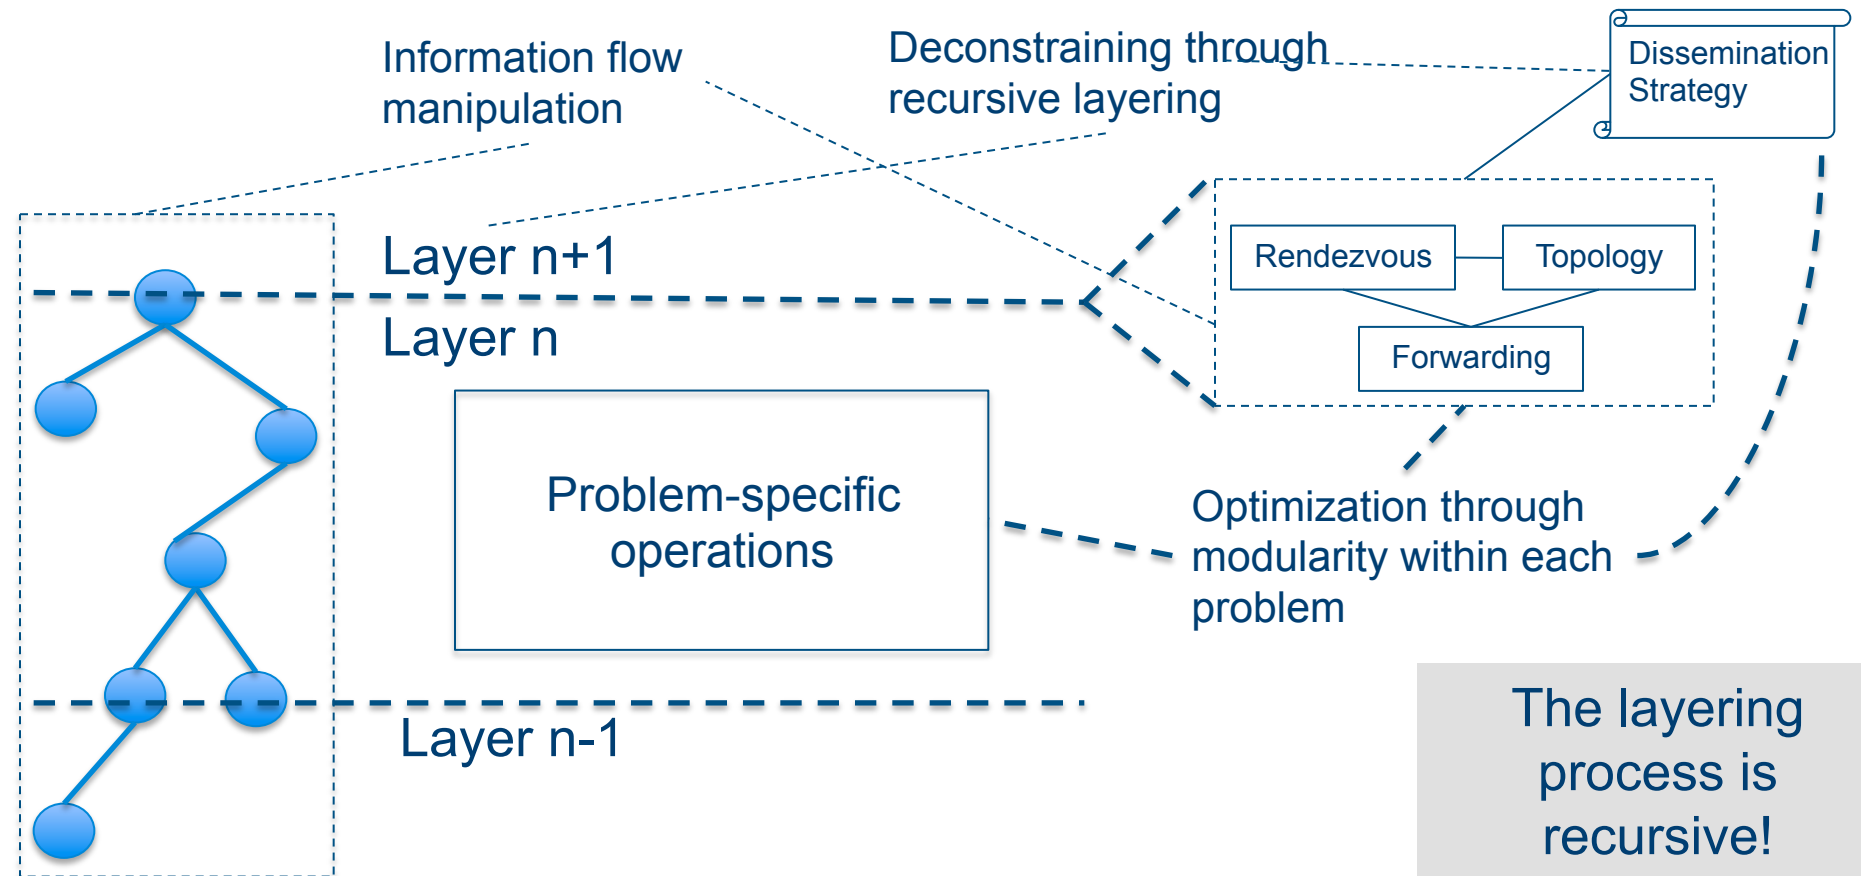 Information flow
manipulation
Deconstraining through
recursive layering
Dissemination
Strategy
Layer n+1
Layer n
Rendezvous
Topology
Forwarding
Problem-specific
operations
Optimization through
modularity within each
problem
Layer n-1
The layering
process is
recursive!